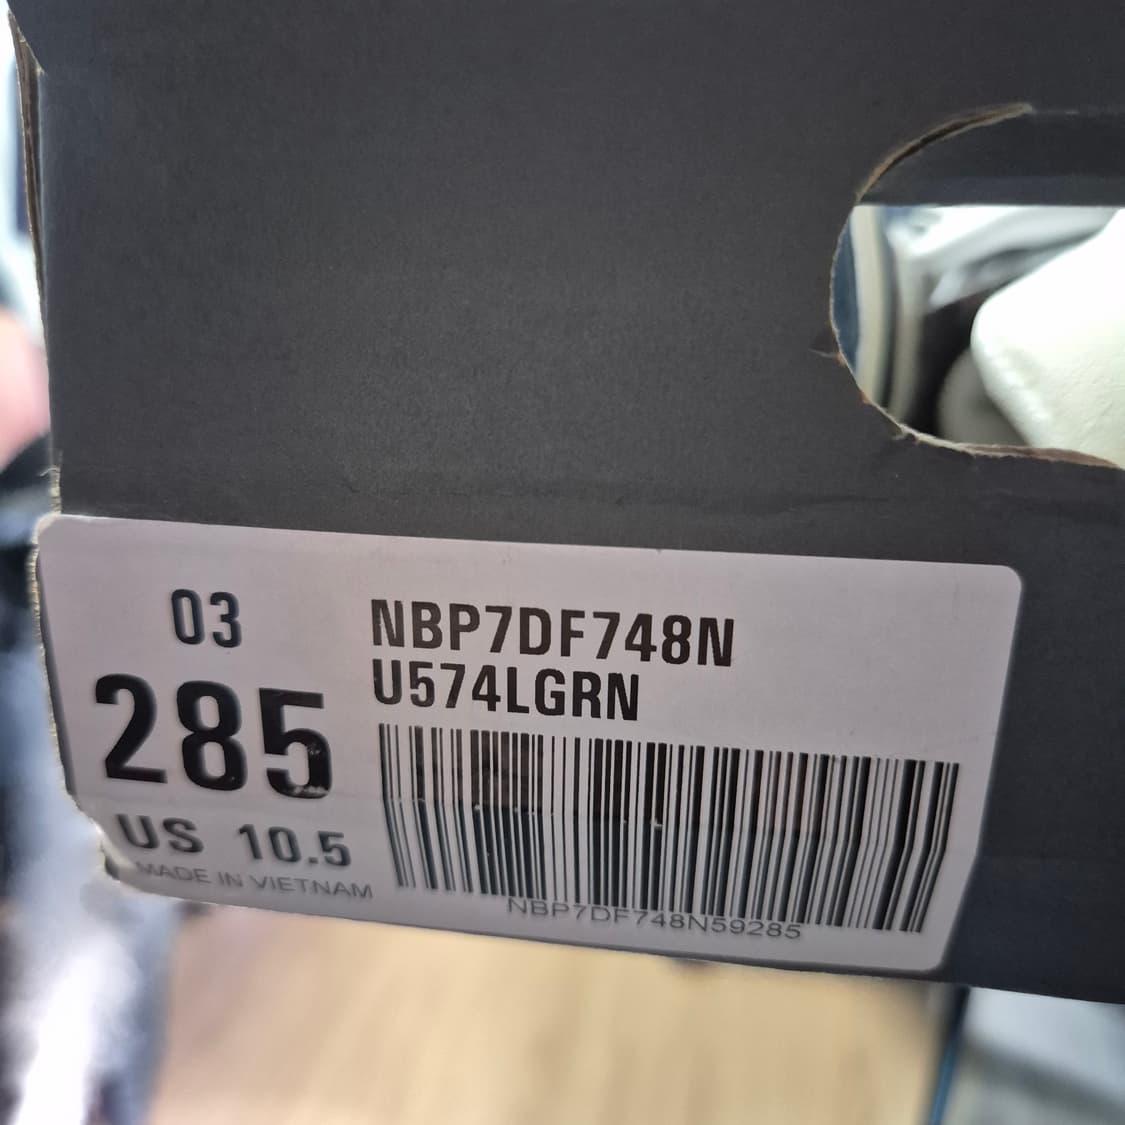 03
285
US 10.5
MADE IN VIETNAM
NBP7DF748N
U574LGRN
NBP7DF748N59285